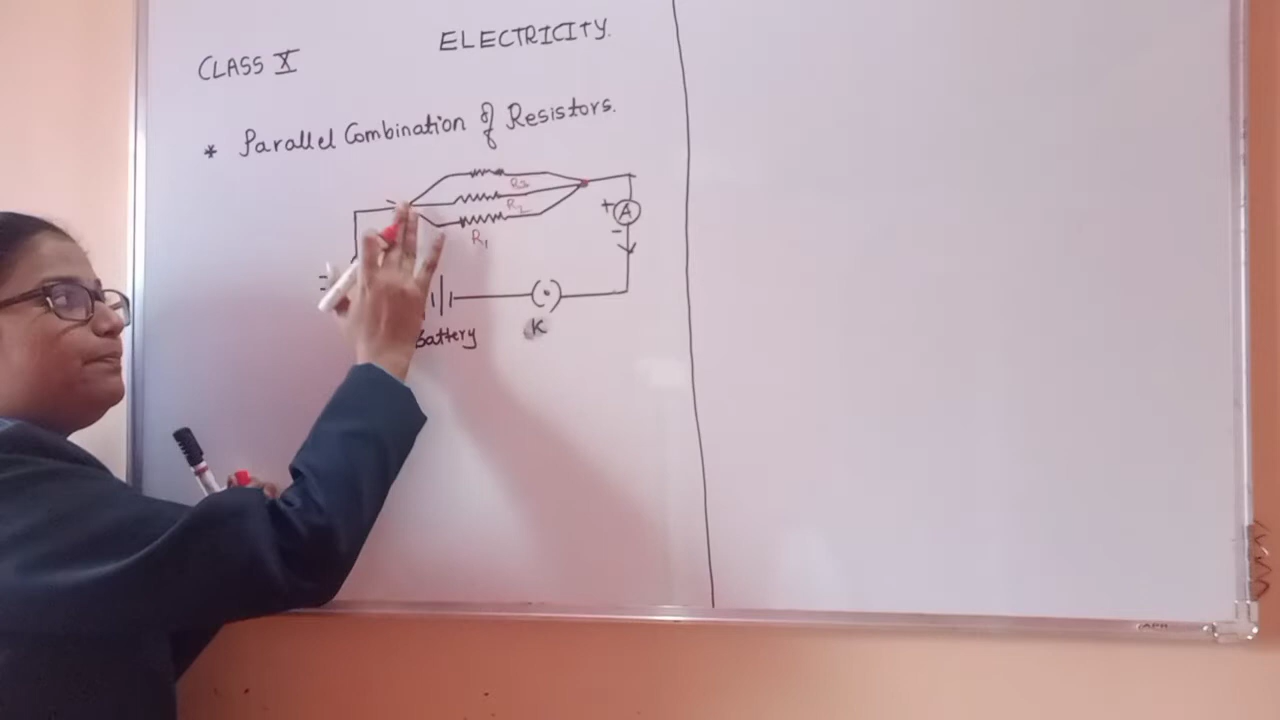 ELECTRICITY.
CLASS X
* Parallel Combination of Resistors.
R3
R2
R1
+ A
-
Battery
K